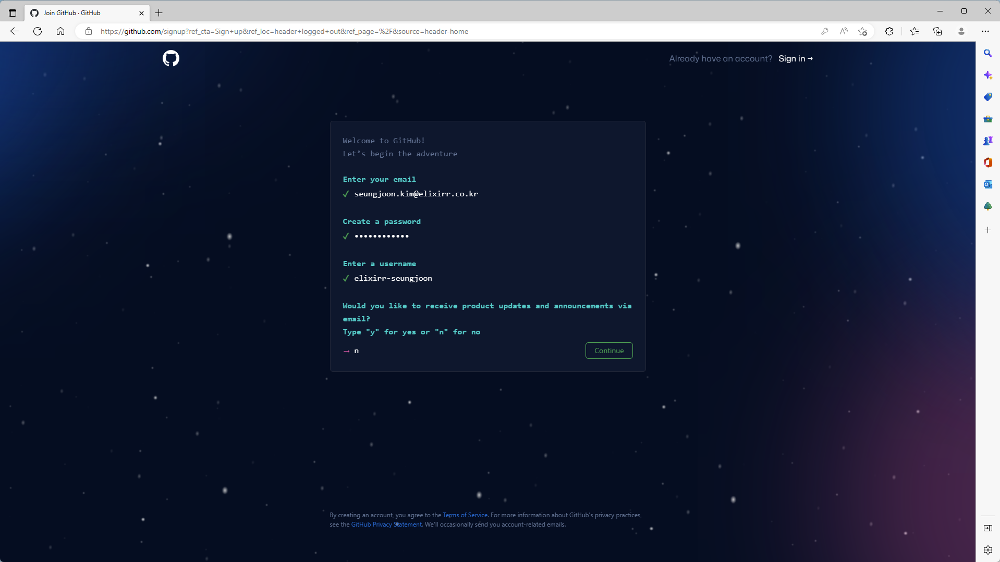 Join GitHub · GitHub
https://github.com/signup?ref_cta=Sign+up&ref_loc=header+logged+out&ref_page=%2F&source=header-home
Already have an account? Sign in →
Welcome to GitHub!
Let’s begin the adventure
Enter your email
✓ seungjoon.kim@elixirr.co.kr
Create a password
✓ ••••••••••••
Enter a username
✓ elixirr-seungjoon
Would you like to receive product updates and announcements via
email?
Type "y" for yes or "n" for no
→ n
Continue
By creating an account, you agree to the Terms of Service. For more information about GitHub's privacy practices,
see the GitHub Privacy Statement. We'll occasionally send you account-related emails.